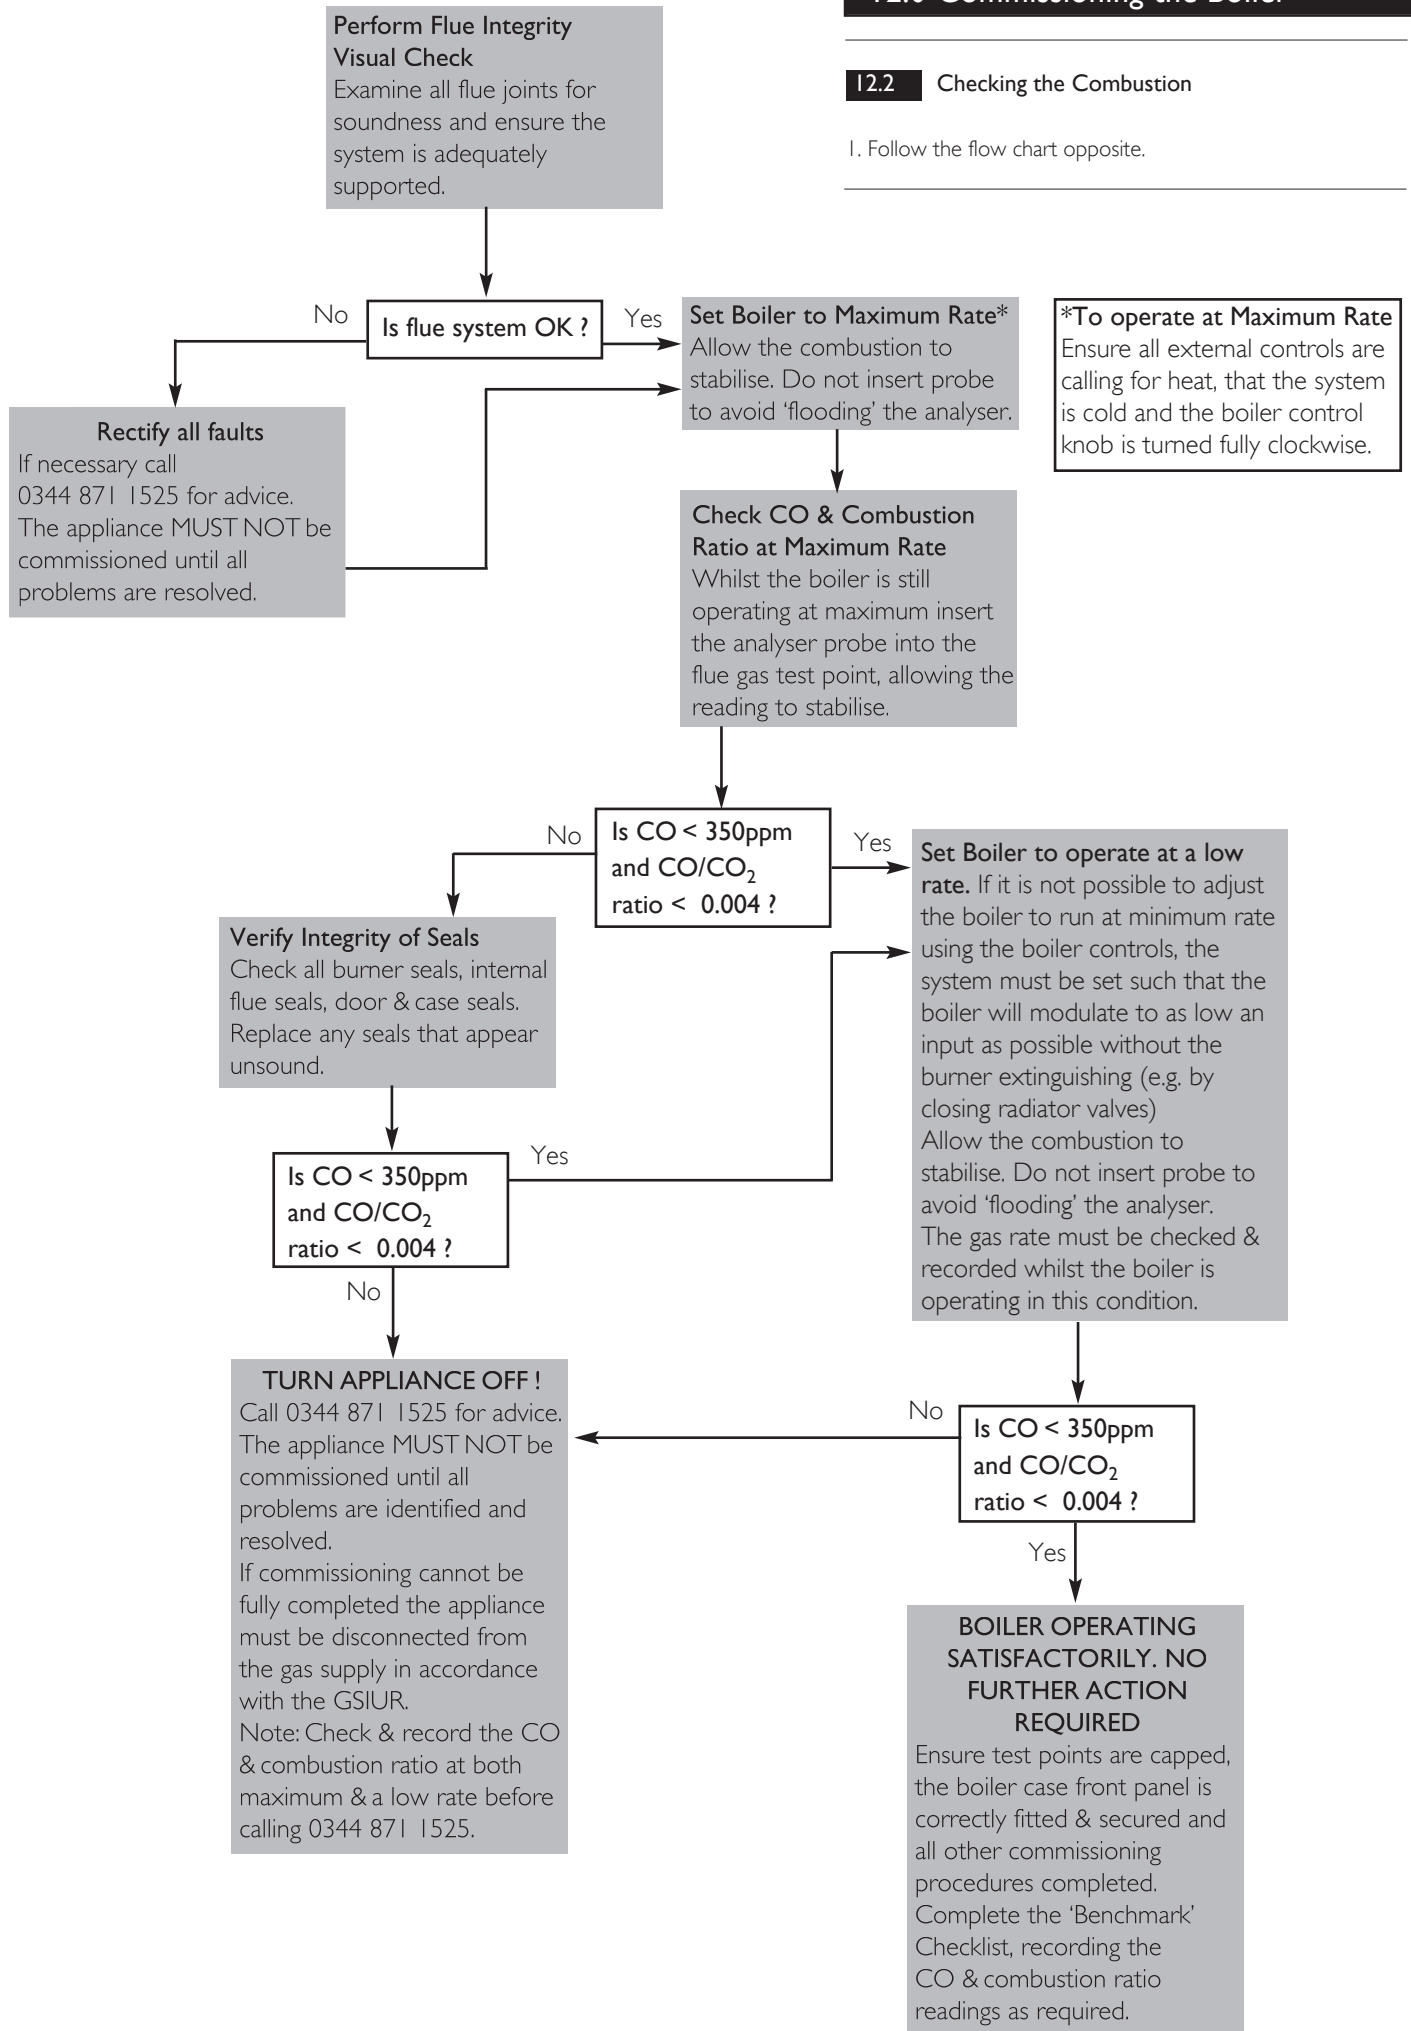 12.0 Commissioning the Boiler
12.2 Checking the Combustion
1. Follow the flow chart opposite.
Perform Flue Integrity
Visual Check
Examine all flue joints for
soundness and ensure the
system is adequately
supported.
No
Is flue system OK ?
Yes
Set Boiler to Maximum Rate*
Allow the combustion to
stabilise. Do not insert probe
to avoid ‘flooding’ the analyser.
*To operate at Maximum Rate
Ensure all external controls are
calling for heat, that the system
is cold and the boiler control
knob is turned fully clockwise.
Rectify all faults
If necessary call
0344 871 1525 for advice.
The appliance MUST NOT be
commissioned until all
problems are resolved.
Check CO & Combustion
Ratio at Maximum Rate
Whilst the boiler is still
operating at maximum insert
the analyser probe into the
flue gas test point, allowing the
reading to stabilise.
No
Is CO < 350ppm
and CO/CO₂
ratio < 0.004 ?
Yes
Set Boiler to operate at a low
rate. If it is not possible to adjust
the boiler to run at minimum rate
using the boiler controls, the
system must be set such that the
boiler will modulate to as low an
input as possible without the
burner extinguishing (e.g. by
closing radiator valves)
Allow the combustion to
stabilise. Do not insert probe to
avoid ‘flooding’ the analyser.
The gas rate must be checked &
recorded whilst the boiler is
operating in this condition.
Verify Integrity of Seals
Check all burner seals, internal
flue seals, door & case seals.
Replace any seals that appear
unsound.
Is CO < 350ppm
and CO/CO₂
ratio < 0.004 ?
Yes
No
TURN APPLIANCE OFF !
Call 0344 871 1525 for advice.
The appliance MUST NOT be
commissioned until all
problems are identified and
resolved.
If commissioning cannot be
fully completed the appliance
must be disconnected from
the gas supply in accordance
with the GSIUR.
Note: Check & record the CO
& combustion ratio at both
maximum & a low rate before
calling 0344 871 1525.
No
Is CO < 350ppm
and CO/CO₂
ratio < 0.004 ?
Yes
BOILER OPERATING
SATISFACTORILY. NO
FURTHER ACTION
REQUIRED
Ensure test points are capped,
the boiler case front panel is
correctly fitted & secured and
all other commissioning
procedures completed.
Complete the ‘Benchmark’
Checklist, recording the
CO & combustion ratio
readings as required.